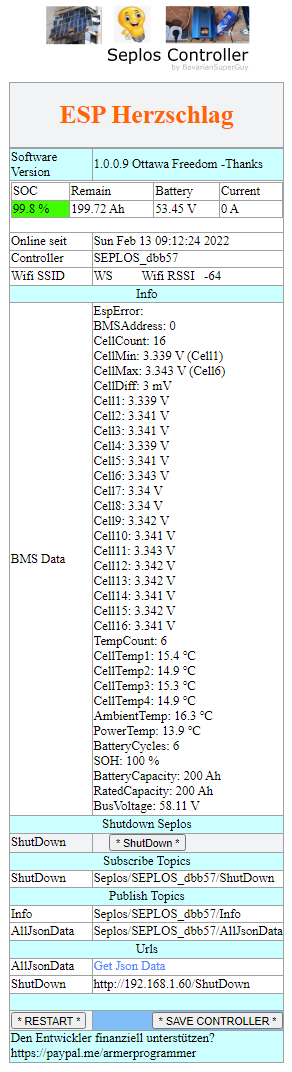 Seplos Controller
by BavarianSuperGuy
ESP Herzschlag
Software Version 1.0.0.9 Ottawa Freedom -Thanks
SOC Remain Battery Current
99.8 % 199.72 Ah 53.45 V 0 A
Online seit Sun Feb 13 09:12:24 2022
Controller SEPLOS_dbb57
Wifi SSID WS Wifi RSSI -64
Info
BMS Data
EspError:
BMSAddress: 0
CellCount: 16
CellMin: 3.339 V (Cell1)
CellMax: 3.343 V (Cell6)
CellDiff: 3 mV
Cell1: 3.339 V
Cell2: 3.341 V
Cell3: 3.341 V
Cell4: 3.339 V
Cell5: 3.341 V
Cell6: 3.343 V
Cell7: 3.34 V
Cell8: 3.34 V
Cell9: 3.342 V
Cell10: 3.341 V
Cell11: 3.343 V
Cell12: 3.342 V
Cell13: 3.342 V
Cell14: 3.341 V
Cell15: 3.342 V
Cell16: 3.341 V
TempCount: 6
CellTemp1: 15.4 °C
CellTemp2: 14.9 °C
CellTemp3: 15.3 °C
CellTemp4: 14.9 °C
AmbientTemp: 16.3 °C
PowerTemp: 13.9 °C
BatteryCycles: 6
SOH: 100 %
BatteryCapacity: 200 Ah
RatedCapacity: 200 Ah
BusVoltage: 58.11 V
Shutdown Seplos
ShutDown * ShutDown *
Subscribe Topics
ShutDown Seplos/SEPLOS_dbb57/ShutDown
Publish Topics
Info Seplos/SEPLOS_dbb57/Info
AllJsonData Seplos/SEPLOS_dbb57/AllJsonData
Urls
AllJsonData Get Json Data
ShutDown http://192.168.1.60/ShutDown
* RESTART * * SAVE CONTROLLER *
Den Entwickler finanziell unterstützen?
https://paypal.me/armerprogrammer